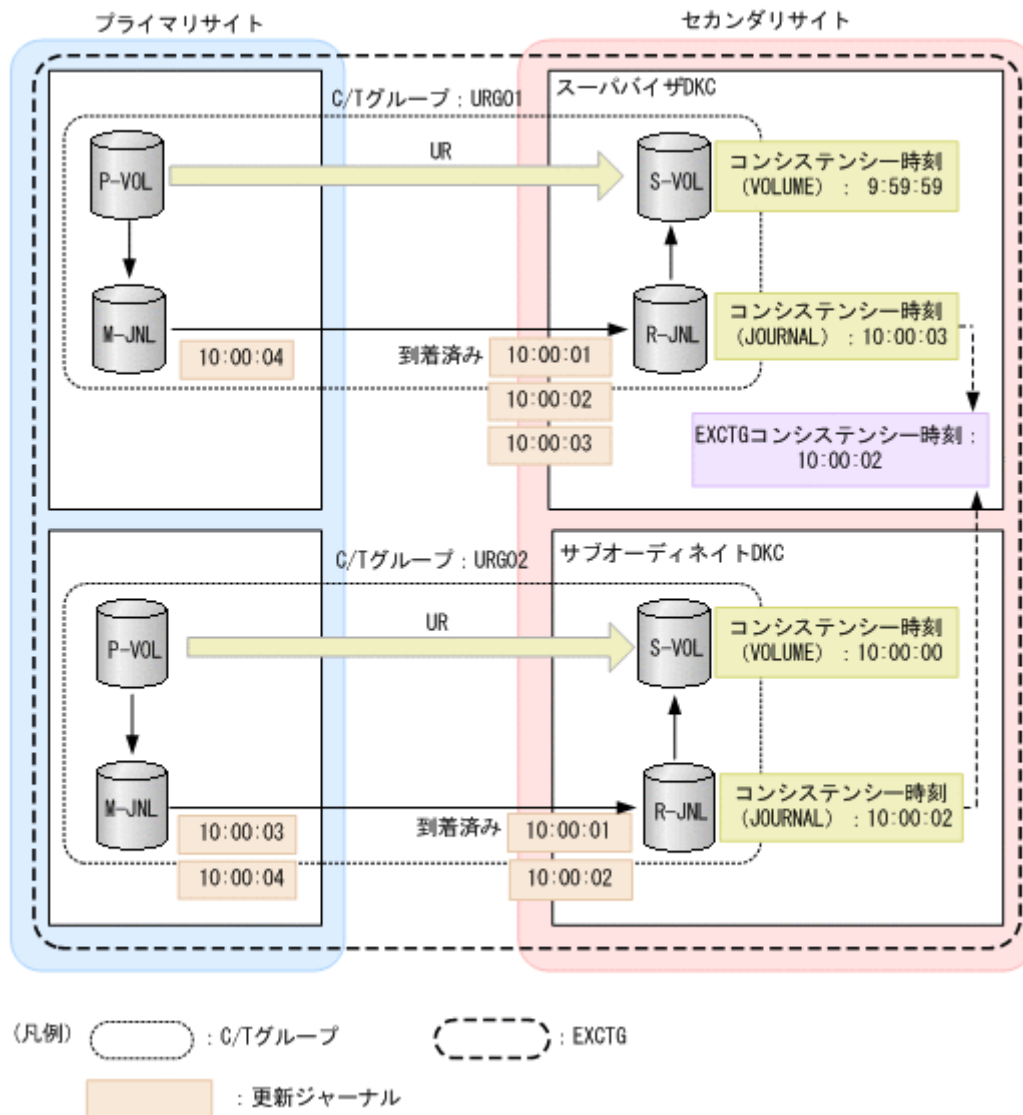 プライマリサイト
セカンダリサイト
C/Tグループ：URG01
スーパバイザDKC
P-VOL
UR
S-VOL
コンシステンシー時刻
(VOLUME) : 9:59:59
M-JNL
10:00:04
到着済み
10:00:01
10:00:02
10:00:03
R-JNL
コンシステンシー時刻
(JOURNAL) : 10:00:03
EXCTGコンシステンシー時刻：
10:00:02
C/Tグループ：URG02
サブオーディネイトDKC
P-VOL
UR
S-VOL
コンシステンシー時刻
(VOLUME) : 10:00:00
M-JNL
10:00:03
10:00:04
到着済み
10:00:01
10:00:02
R-JNL
コンシステンシー時刻
(JOURNAL) : 10:00:02
(凡例)
: C/Tグループ
: EXCTG
: 更新ジャーナル